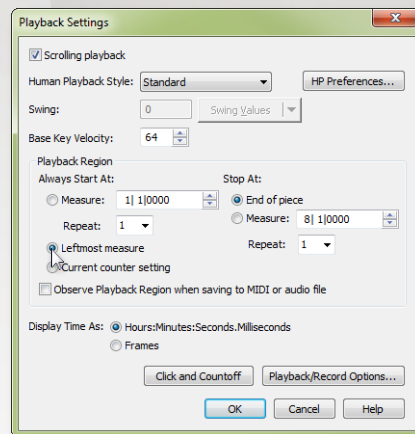 Playback Settings
Scrolling playback
Human Playback Style: Standard HP Preferences...
Swing: 0 Swing Values
Base Key Velocity: 64
Playback Region
Always Start At: Stop At:
Measure: 1| 1|0000 End of piece
Measure: 8| 1|0000
Repeat: 1
Leftmost measure Repeat: 1
Current counter setting
Observe Playback Region when saving to MIDI or audio file
Display Time As: Hours:Minutes:Seconds.Milliseconds
Frames
Click and Countoff Playback/Record Options...
OK Cancel Help